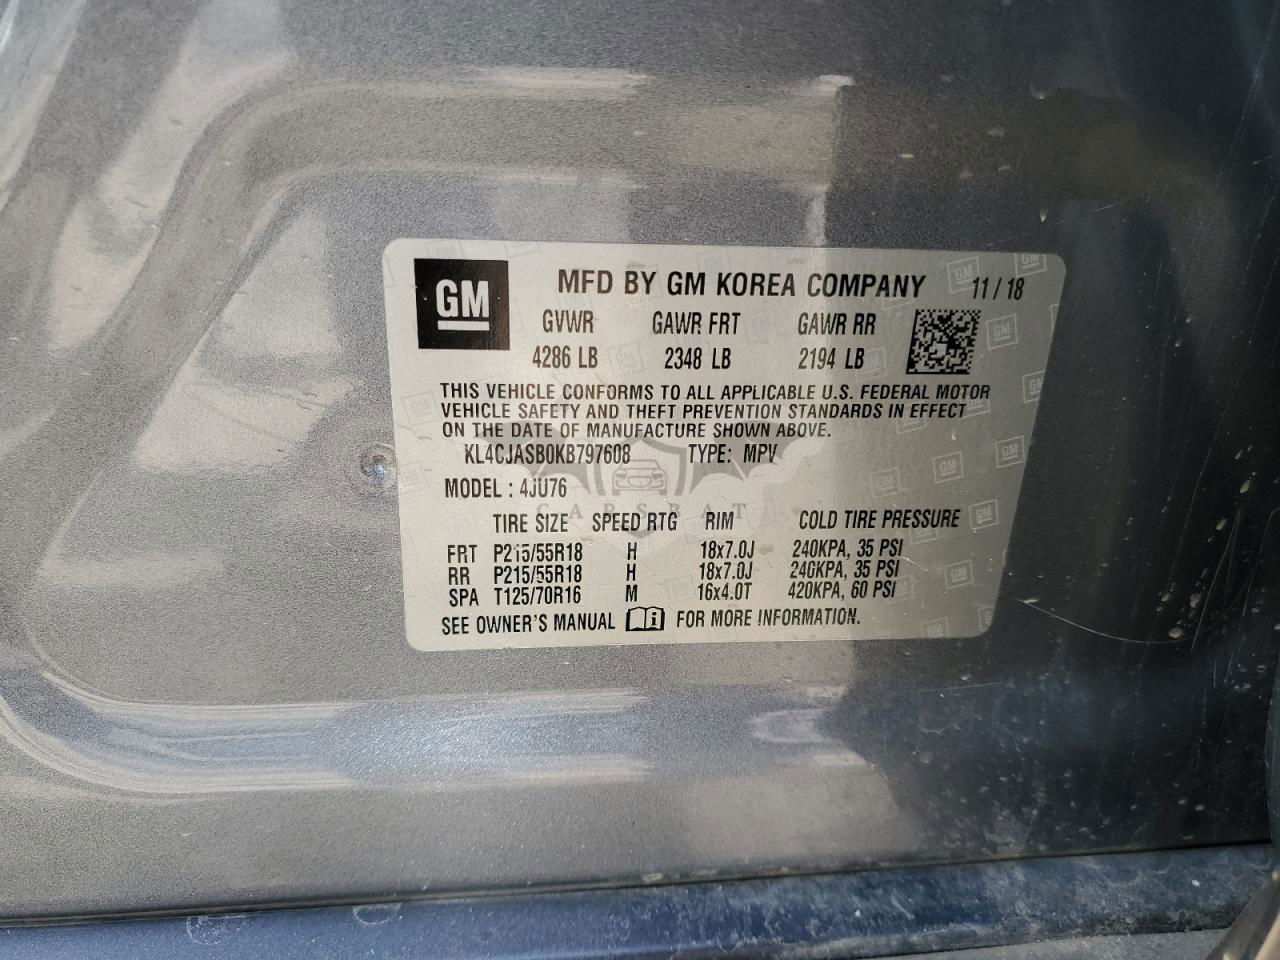 GM
MFD BY GM KOREA COMPANY 11/18
GVWR GAWR FRT GAWR RR
4286 LB 2348 LB 2194 LB
THIS VEHICLE CONFORMS TO ALL APPLICABLE U.S. FEDERAL MOTOR
VEHICLE SAFETY AND THEFT PREVENTION STANDARDS IN EFFECT
ON THE DATE OF MANUFACTURE SHOWN ABOVE.
KL4CJASB0KB797608 TYPE: MPV
MODEL : 4JU76
CARSBAT
TIRE SIZE SPEED RTG RIM COLD TIRE PRESSURE
FRT P215/55R18 H 18x7.0J 240KPA, 35 PSI
RR P215/55R18 H 18x7.0J 240KPA, 35 PSI
SPA T125/70R16 M 16x4.0T 420KPA, 60 PSI
SEE OWNER'S MANUAL i FOR MORE INFORMATION.